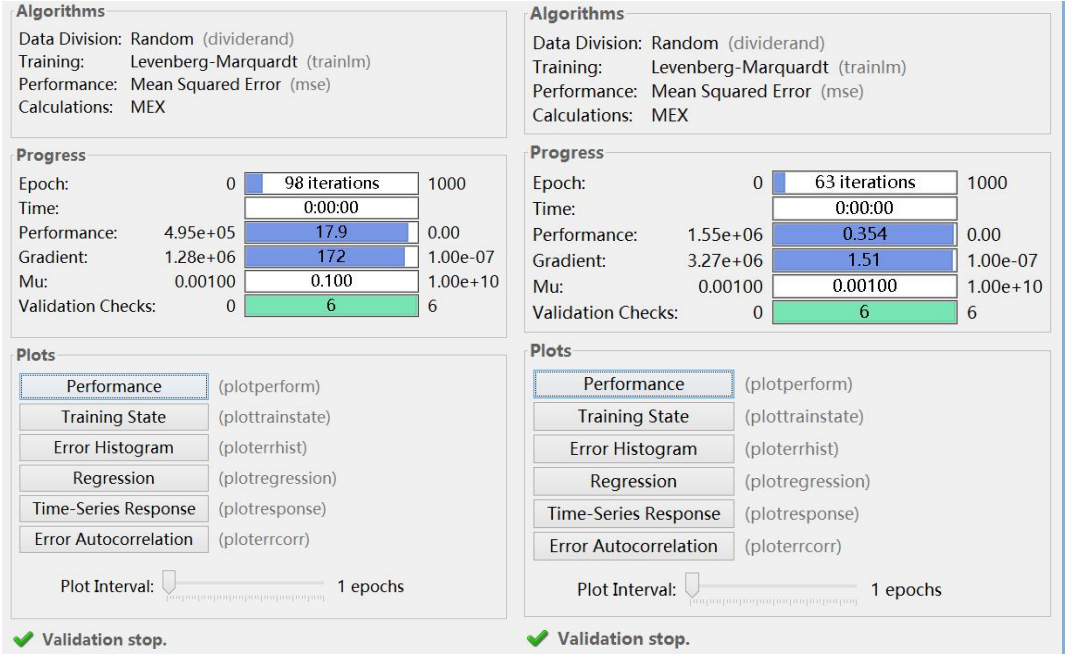 Algorithms
Data Division: Random (dividerand)
Training: Levenberg-Marquardt (trainlm)
Performance: Mean Squared Error (mse)
Calculations: MEX
Progress
Epoch: 0 98 iterations 1000
Time: 0:00:00
Performance: 4.95e+05 17.9 0.00
Gradient: 1.28e+06 172 1.00e-07
Mu: 0.00100 0.100 1.00e+10
Validation Checks: 0 6 6
Plots
Performance (plotperform)
Training State (plottrainstate)
Error Histogram (ploterrhist)
Regression (plotregression)
Time-Series Response (plotresponse)
Error Autocorrelation (ploterrcorr)
Plot Interval: 1 epochs
Validation stop.
Algorithms
Data Division: Random (dividerand)
Training: Levenberg-Marquardt (trainlm)
Performance: Mean Squared Error (mse)
Calculations: MEX
Progress
Epoch: 0 63 iterations 1000
Time: 0:00:00
Performance: 1.55e+06 0.354 0.00
Gradient: 3.27e+06 1.51 1.00e-07
Mu: 0.00100 0.00100 1.00e+10
Validation Checks: 0 6 6
Plots
Performance (plotperform)
Training State (plottrainstate)
Error Histogram (ploterrhist)
Regression (plotregression)
Time-Series Response (plotresponse)
Error Autocorrelation (ploterrcorr)
Plot Interval: 1 epochs
Validation stop.